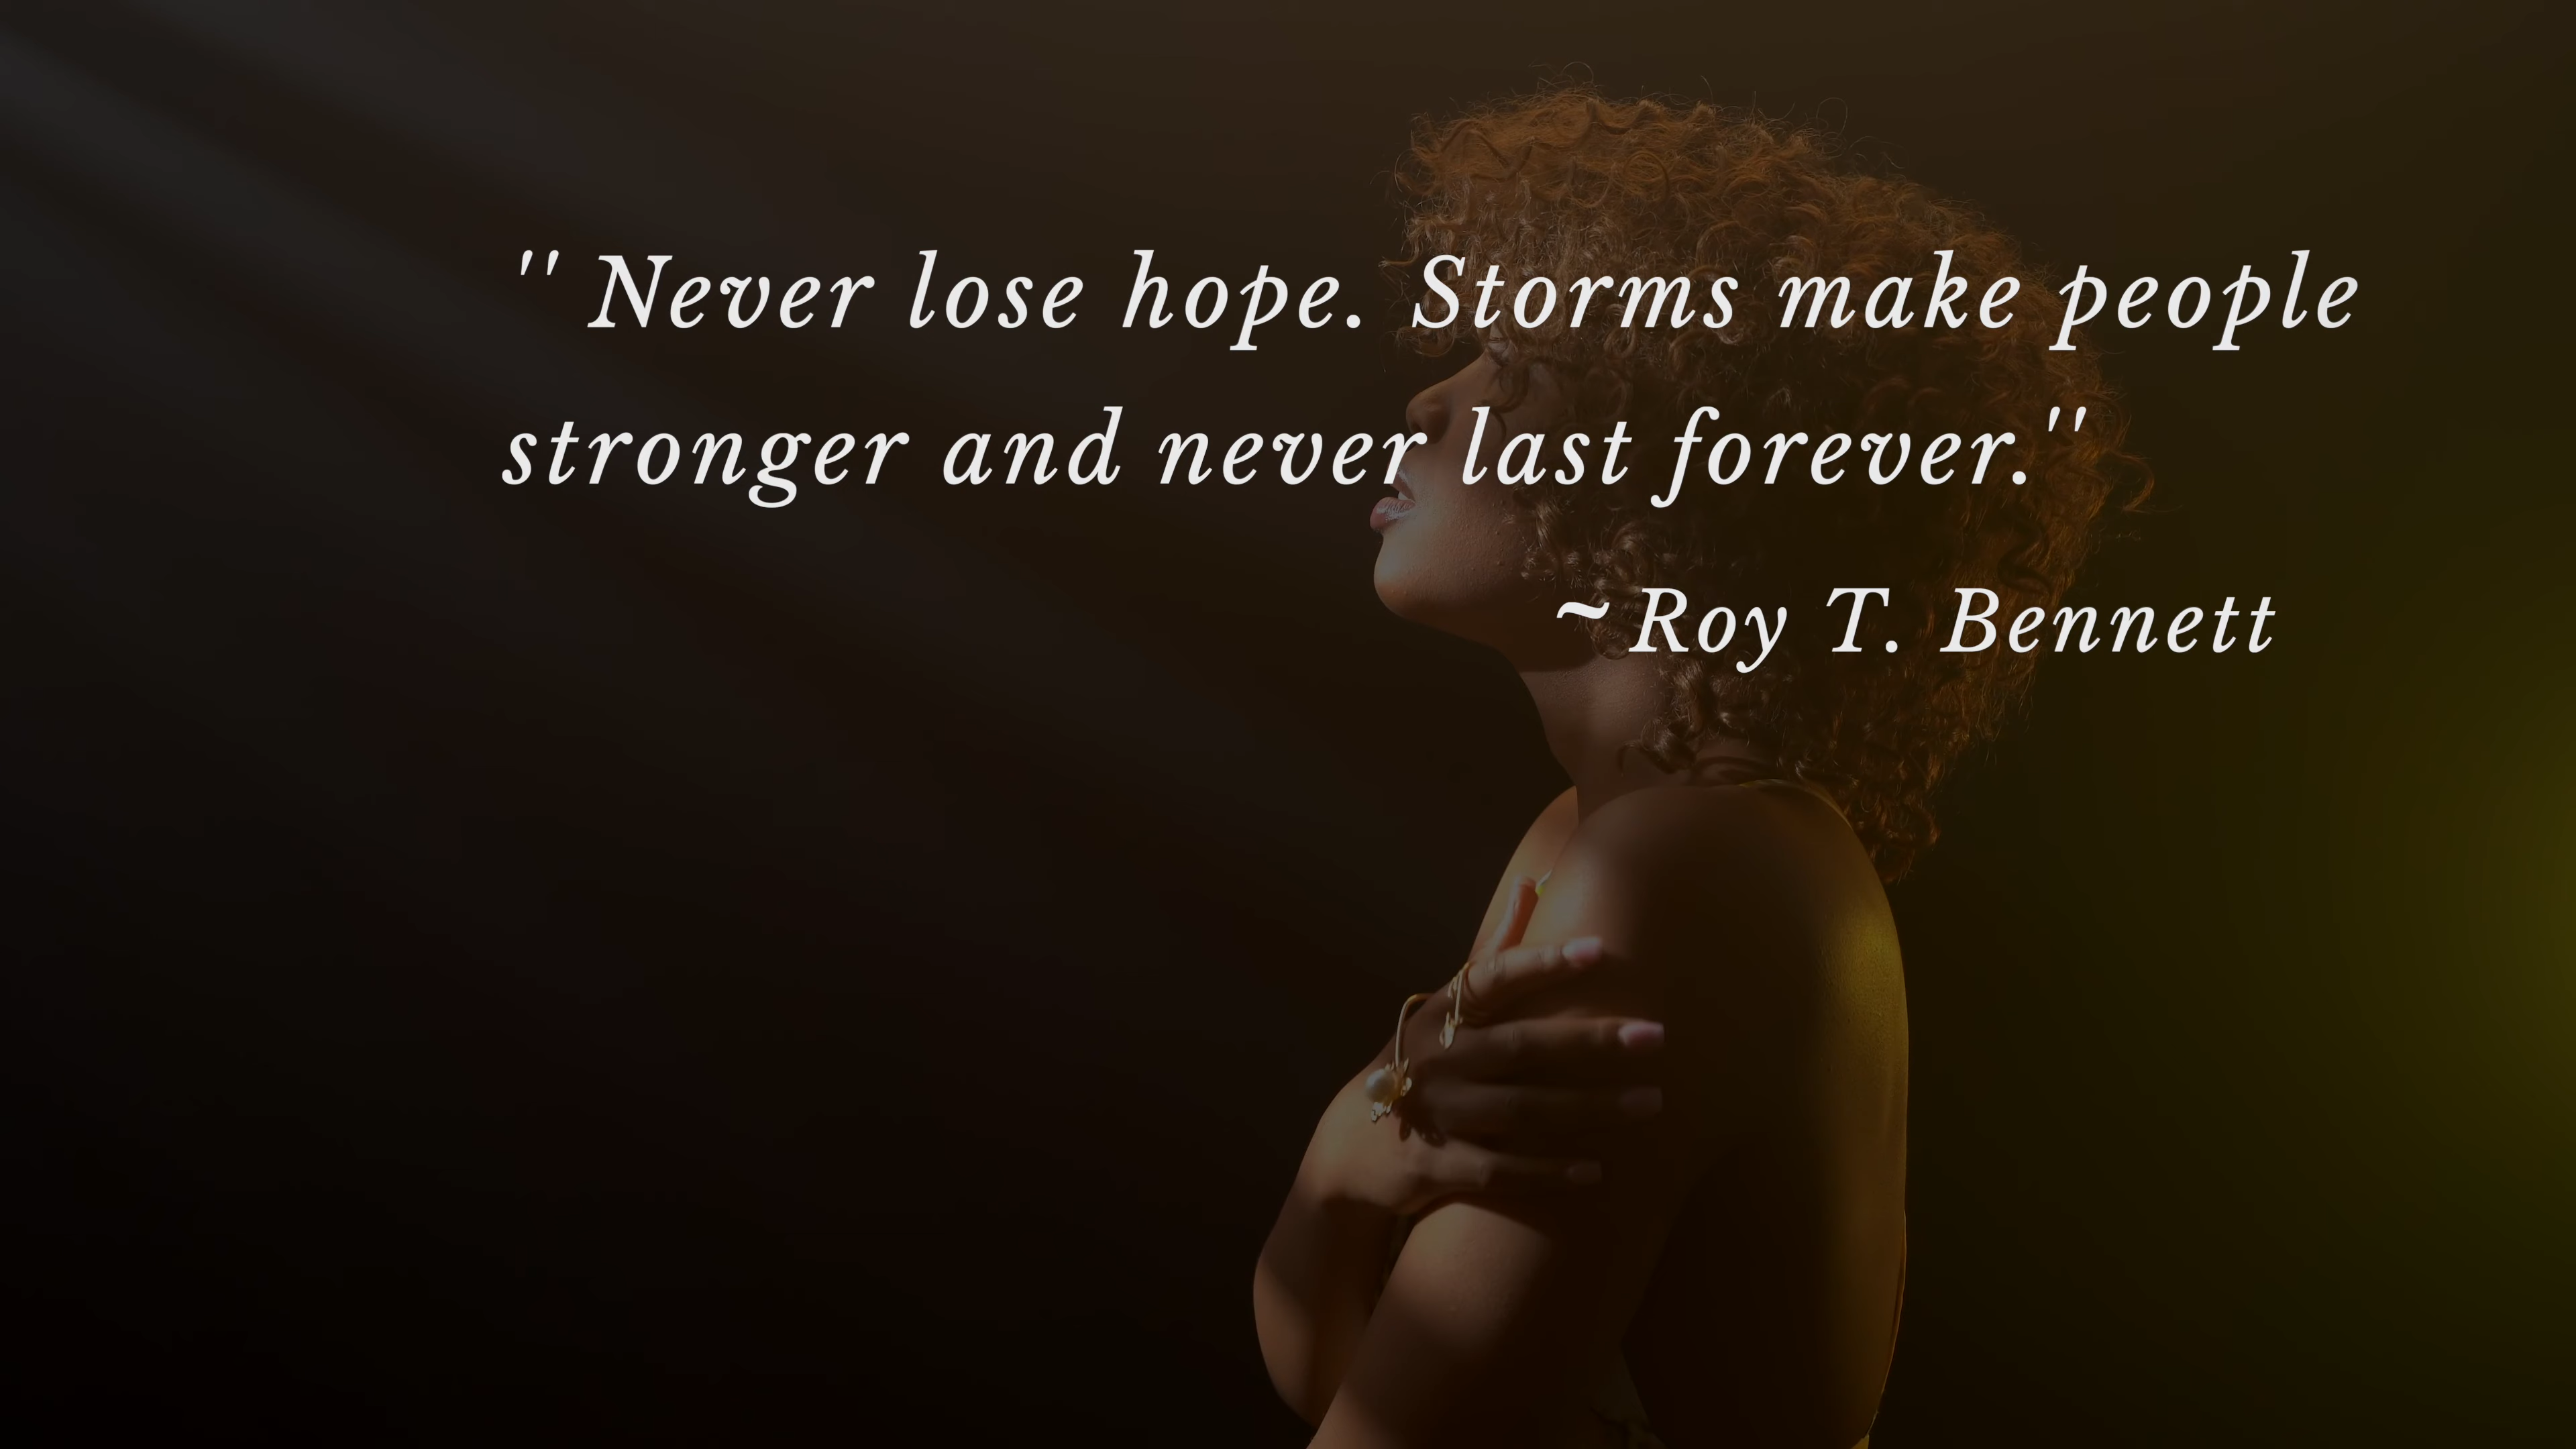 '' Never lose hope. Storms make people
stronger and never last forever.''
~Roy T. Bennett